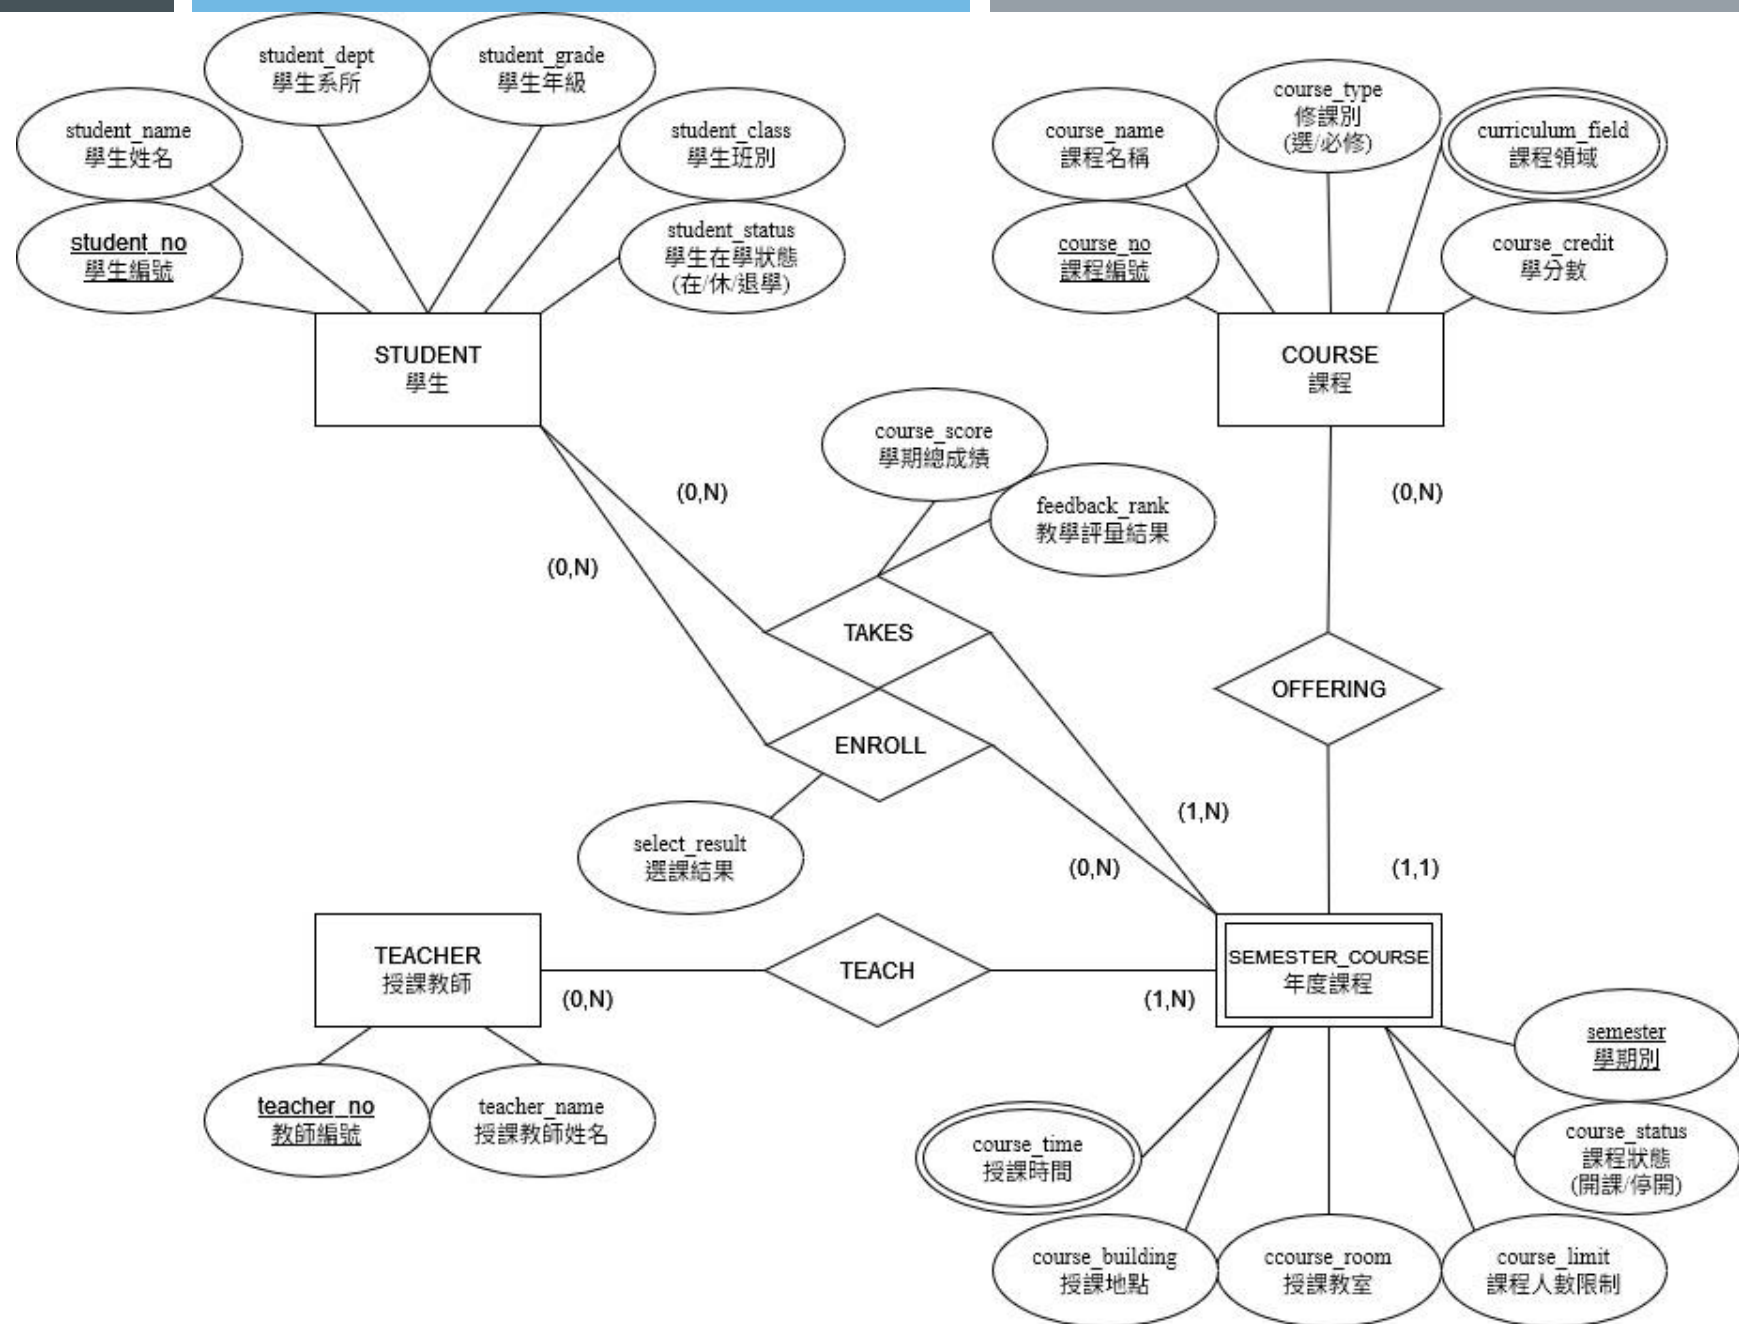 student_dept
學生系所
student_grade
學生年級
student_name
學生姓名
student_class
學生班別
student_no
學生編號
student_status
學生在學狀態
(在/休/退學)
STUDENT
學生
course_type
修課別
(選/必修)
course_name
課程名稱
curriculum_field
課程領域
course_no
課程編號
course_credit
學分數
COURSE
課程
course_score
學期總成績
feedback_rank
教學評量結果
(0,N)
(0,N)
(0,N)
TAKES
OFFERING
ENROLL
select_result
選課結果
(1,N)
(0,N)
(1,1)
TEACHER
授課教師
(0,N)
TEACH
(1,N)
SEMESTER_COURSE
年度課程
teacher_no
教師編號
teacher_name
授課教師姓名
semester
學期別
course_time
授課時間
course_status
課程狀態
(開課/停開)
course_building
授課地點
ccourse_room
授課教室
course_limit
課程人數限制